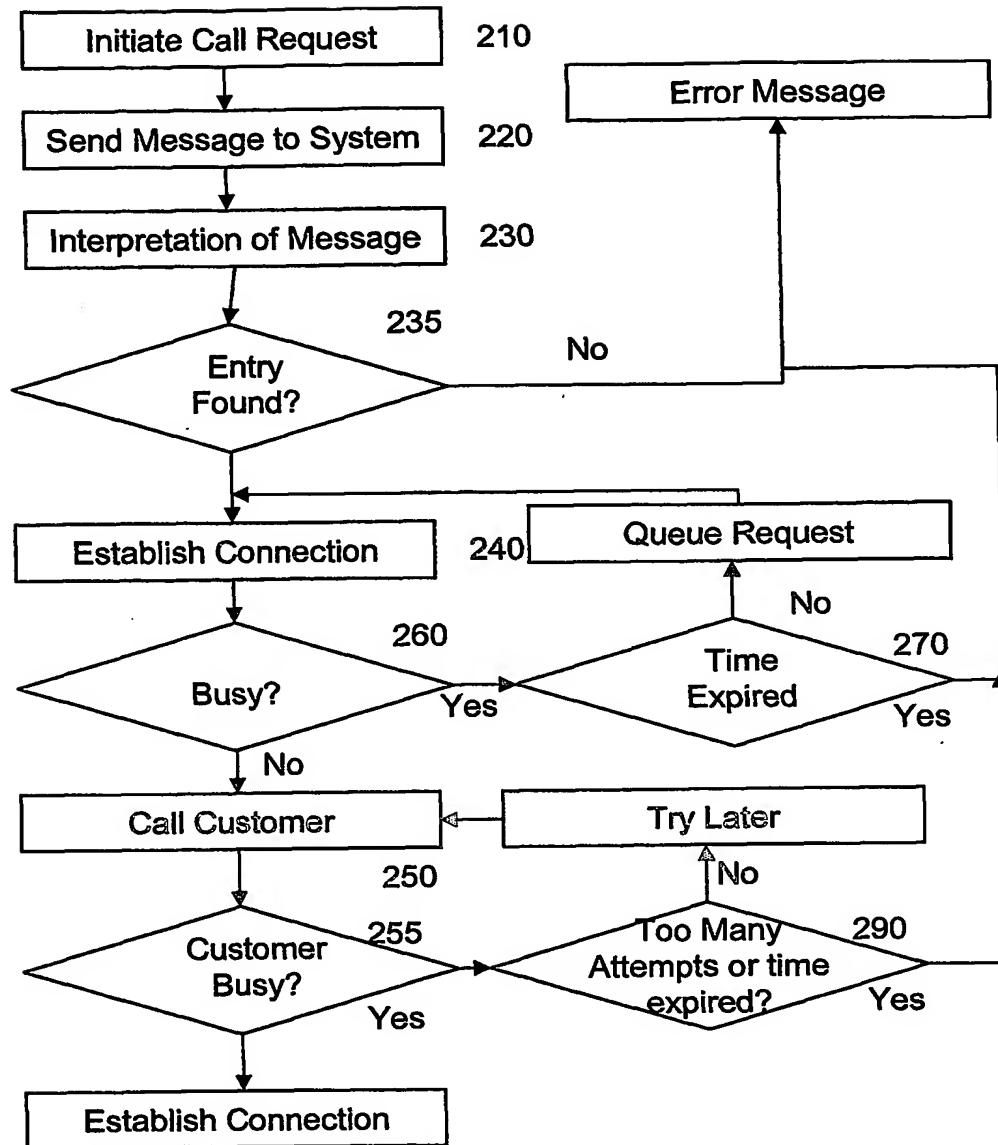 Initiate Call Request
210
Error Message
Send Message to System
220
Interpretation of Message
230
235
Entry
Found?
No
Establish Connection
240
Queue Request
No
260
Busy?
Yes
270
Time
Expired
Yes
No
Call Customer
Try Later
250
No
255
Customer
Busy?
Yes
290
Too Many
Attempts or time
expired?
Yes
Establish Connection